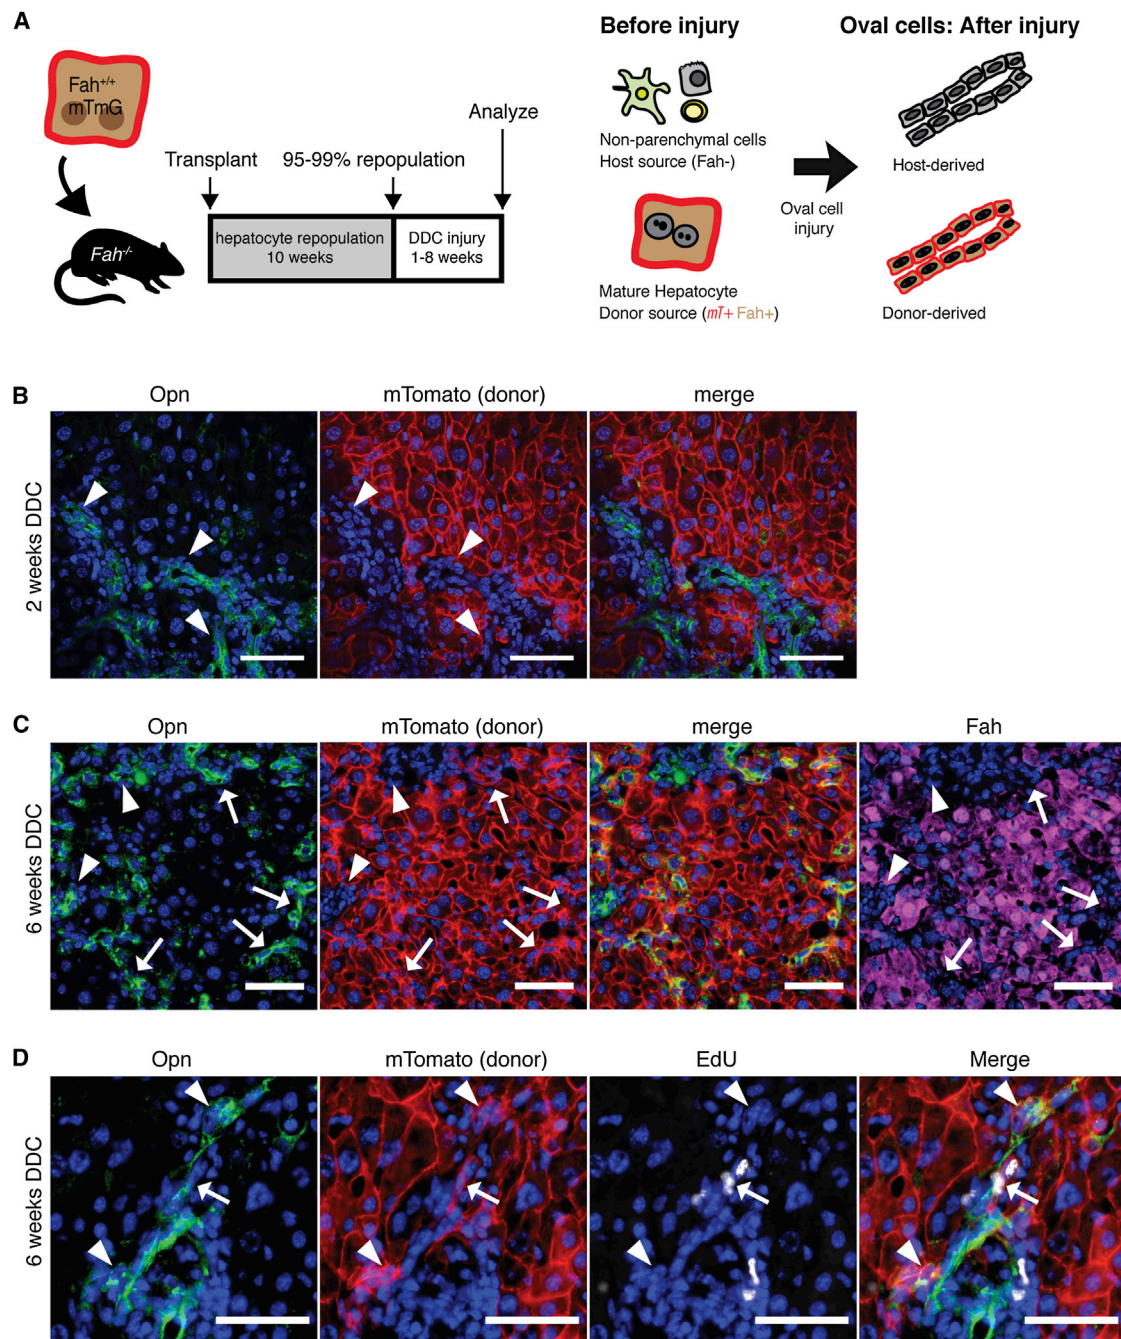 A
Fah+/+
mTmG
Fah-/-
Transplant
95-99% repopulation
Analyze
hepatocyte repopulation
10 weeks
DDC injury
1-8 weeks
Before injury
Non-parenchymal cells
Host source (Fah-)
Mature Hepatocyte
Donor source (mT+ Fah+)
Oval cell
injury
Oval cells: After injury
Host-derived
Donor-derived
B
Opn
mTomato (donor)
merge
2 weeks DDC
C
Opn
mTomato (donor)
merge
Fah
6 weeks DDC
D
Opn
mTomato (donor)
EdU
Merge
6 weeks DDC